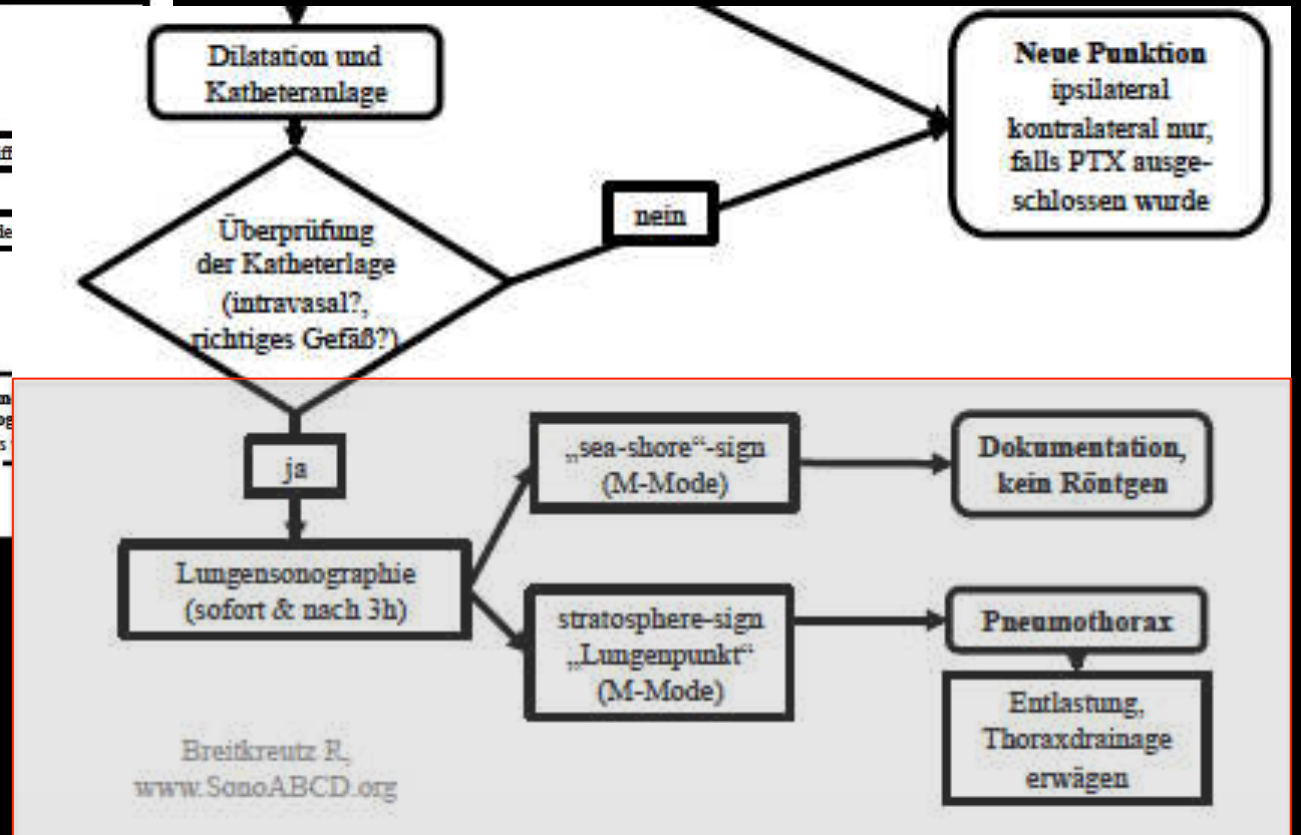 Dilatation und
Katheteranlage
Neue Punktion
ipsilateral
kontralateral nur,
falls PTX ausge-
schlossen wurde
nein
Überprüfung
der Katheterlage
(intravasal?,
richtiges Gefäß?)
ja
„sea-shore“-sign
(M-Mode)
Dokumentation,
kein Röntgen
Lungensonographie
(sofort & nach 3h)
stratosphere-sign
„Lungenpunkt“
(M-Mode)
Pneumothorax
Entlastung,
Thoraxdrainage
erwägen
Breitkreutz R,
www.SonoABCD.org